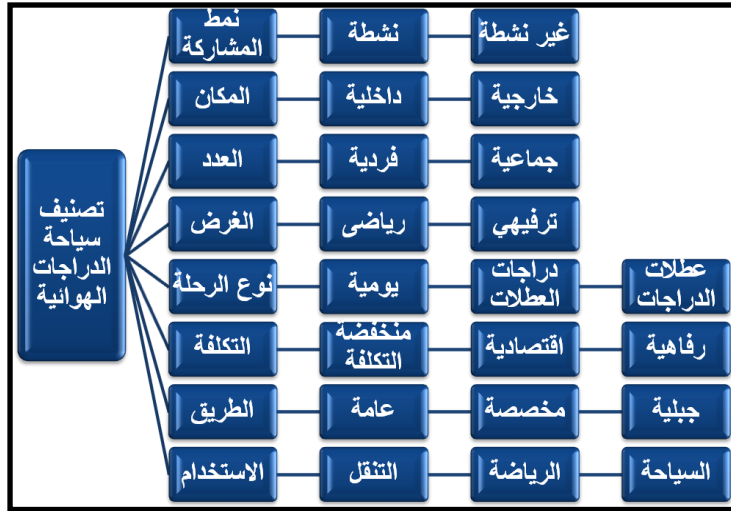 تصنيف
سياحة
الدراجات
الهوائية
نمط
المشاركة
نشطة
غير نشطة
المكان
داخلية
خارجية
العدد
فردية
جماعية
الغرض
رياضى
ترفيهي
نوع الرحلة
يومية
دراجات
العطلات
عطلات
الدراجات
التكلفة
منخفضة
التكلفة
اقتصادية
رفاهية
الطريق
عامة
مخصصة
جبلية
الاستخدام
التنقل
الرياضة
السياحة